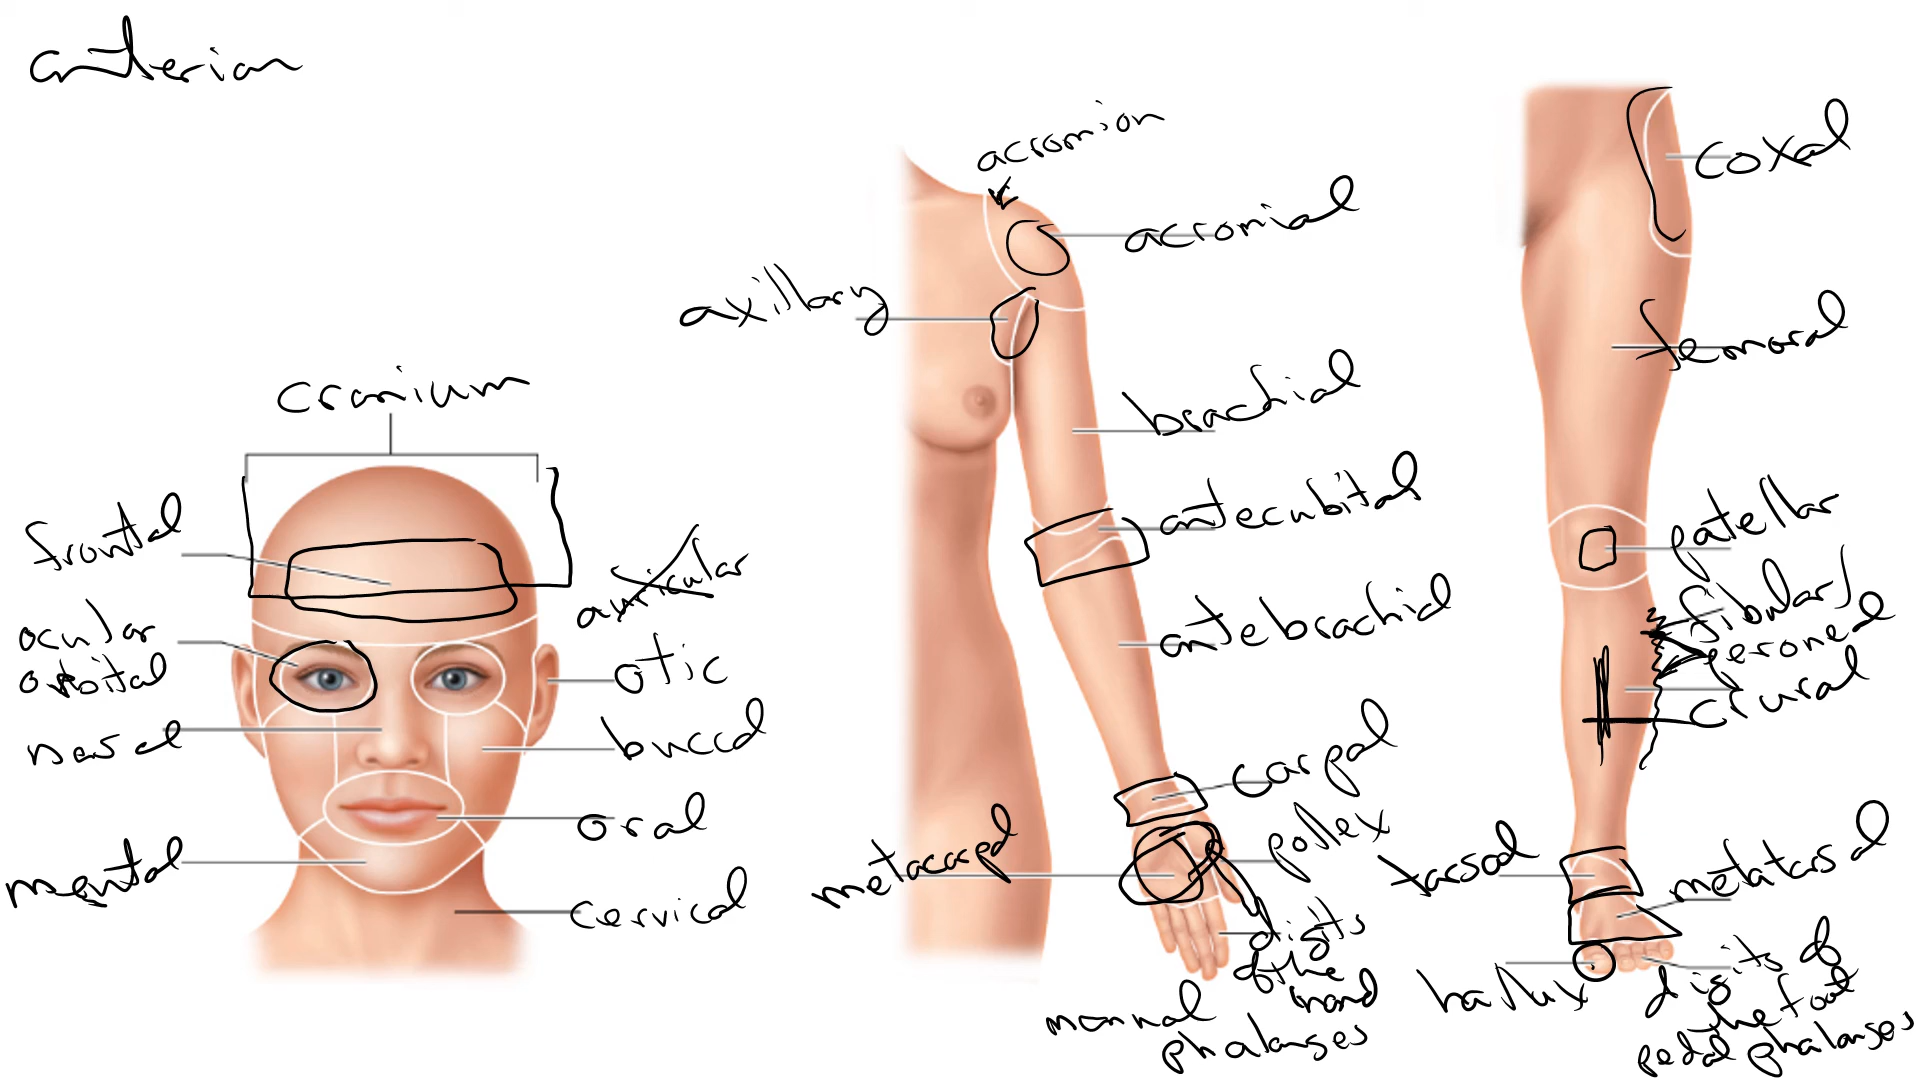 anterian
cranium
frontal
ocular
orbital
nasal
mental
auricular
otic
buccal
oral
cervical
acromion
acromial
axillary
brachial
antecubital
antebrachial
carpal
pollex
metacarpal
digits
of the
hand
manual
phalanges
coxal
femoral
patellar
fibular/
peroneal
crural
tarsal
metatarsal
hallux
digits of
the foot
pedal phalanges